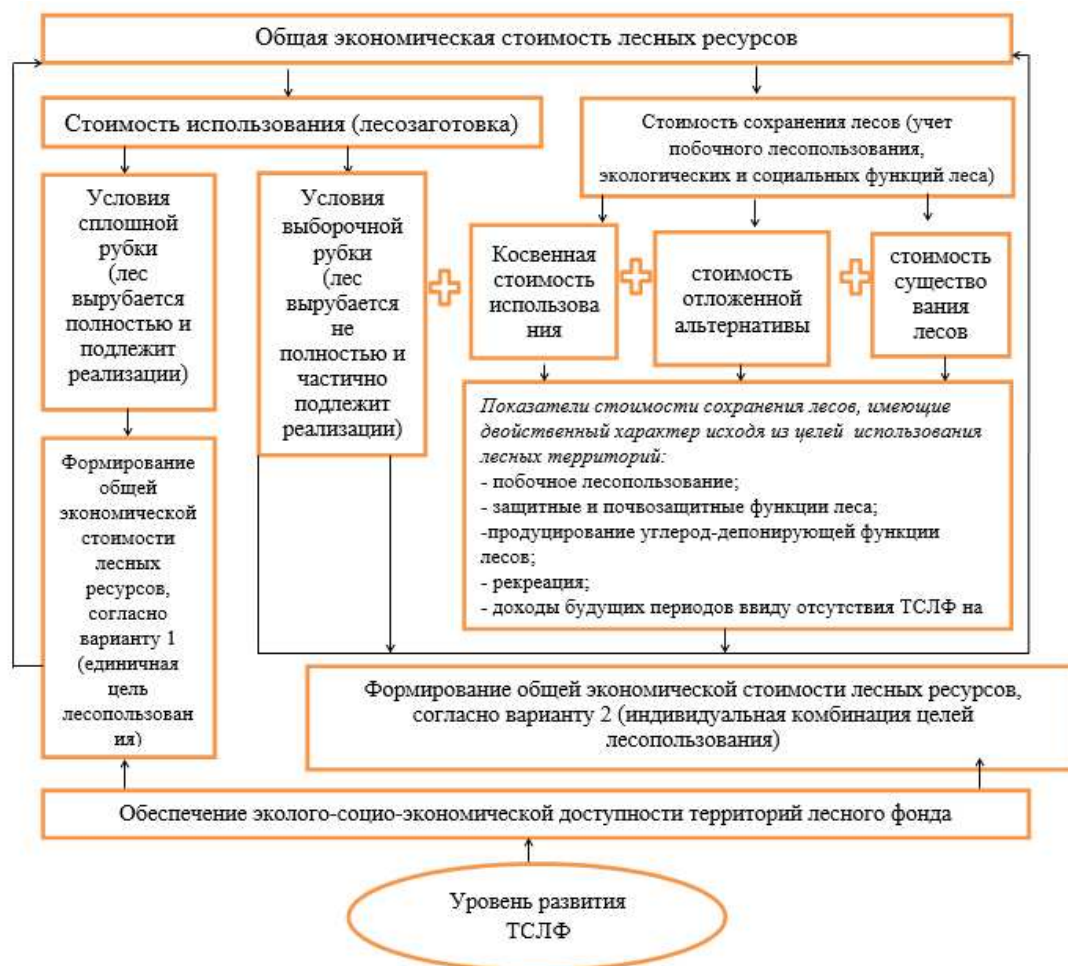 Общая экономическая стоимость лесных ресурсов
Стоимость использования (лесозаготовка)
Стоимость сохранения лесов (учет
побочного лесопользования,
экологических и социальных функций леса)
Условия
сплошной
рубки
(лес
вырубается
полностью и
подлежит
реализации)
Условия
выборочной
рубки
(лес
вырубается
не
полностью и
частично
подлежит
реализации)
Косвенная
стоимость
использова
ния
стоимость
отложенной
альтернативы
стоимость
существо
вания
лесов
Показатели стоимости сохранения лесов, имеющие
двойственный характер исходя из целей использования
лесных территорий:
- побочное лесопользование;
- защитные и почвозащитные функции леса;
-продуцирование углерод-депонирующей функции
лесов;
- рекреация;
- доходы будущих периодов ввиду отсутствия ТСЛФ на
Формирование
общей
экономической
стоимости
лесных
ресурсов,
согласно
варианту 1
(единичная
цель
лесопользован
ия)
Формирование общей экономической стоимости лесных ресурсов,
согласно варианту 2 (индивидуальная комбинация целей
лесопользования)
Обеспечение эколого-социо-экономической доступности территорий лесного фонда
Уровень развития
ТСЛФ